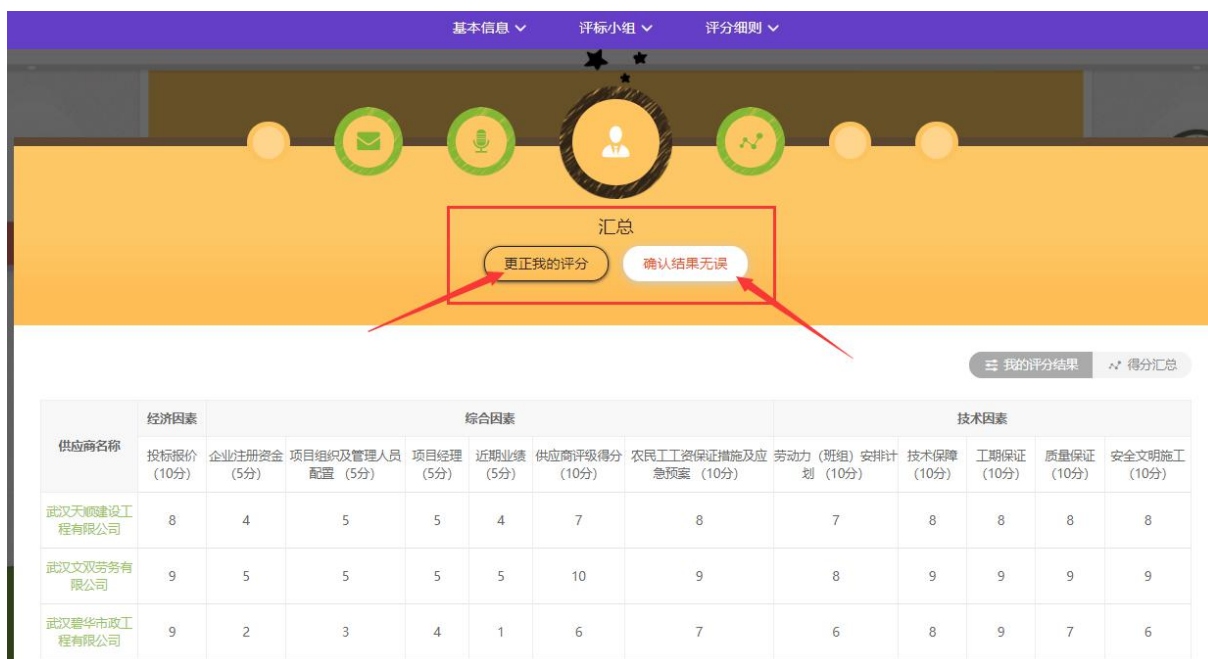 基本信息 评标小组 评分细则
汇总
更正我的评分 确认结果无误
我的评分结果 得分汇总
供应商名称 经济因素 综合因素 技术因素
投标报价 企业注册资金 项目组织及管理人员 项目经理 近期业绩 供应商评级得分 农民工工资保证措施及应 劳动力（班组）安排计 技术保障 工期保证 质量保证 安全文明施工
(10分) (5分) 配置 (5分) (5分) (5分) (10分) 急预案 (10分) 划 (10分) (10分) (10分) (10分) (10分)
武汉天顺建设工
程有限公司 8 4 5 5 4 7 8 7 8 8 8 8
武汉文双劳务有
限公司 9 5 5 5 5 10 9 8 9 9 9 9
武汉碧华市政工
程有限公司 9 2 3 4 1 6 7 6 8 9 7 6